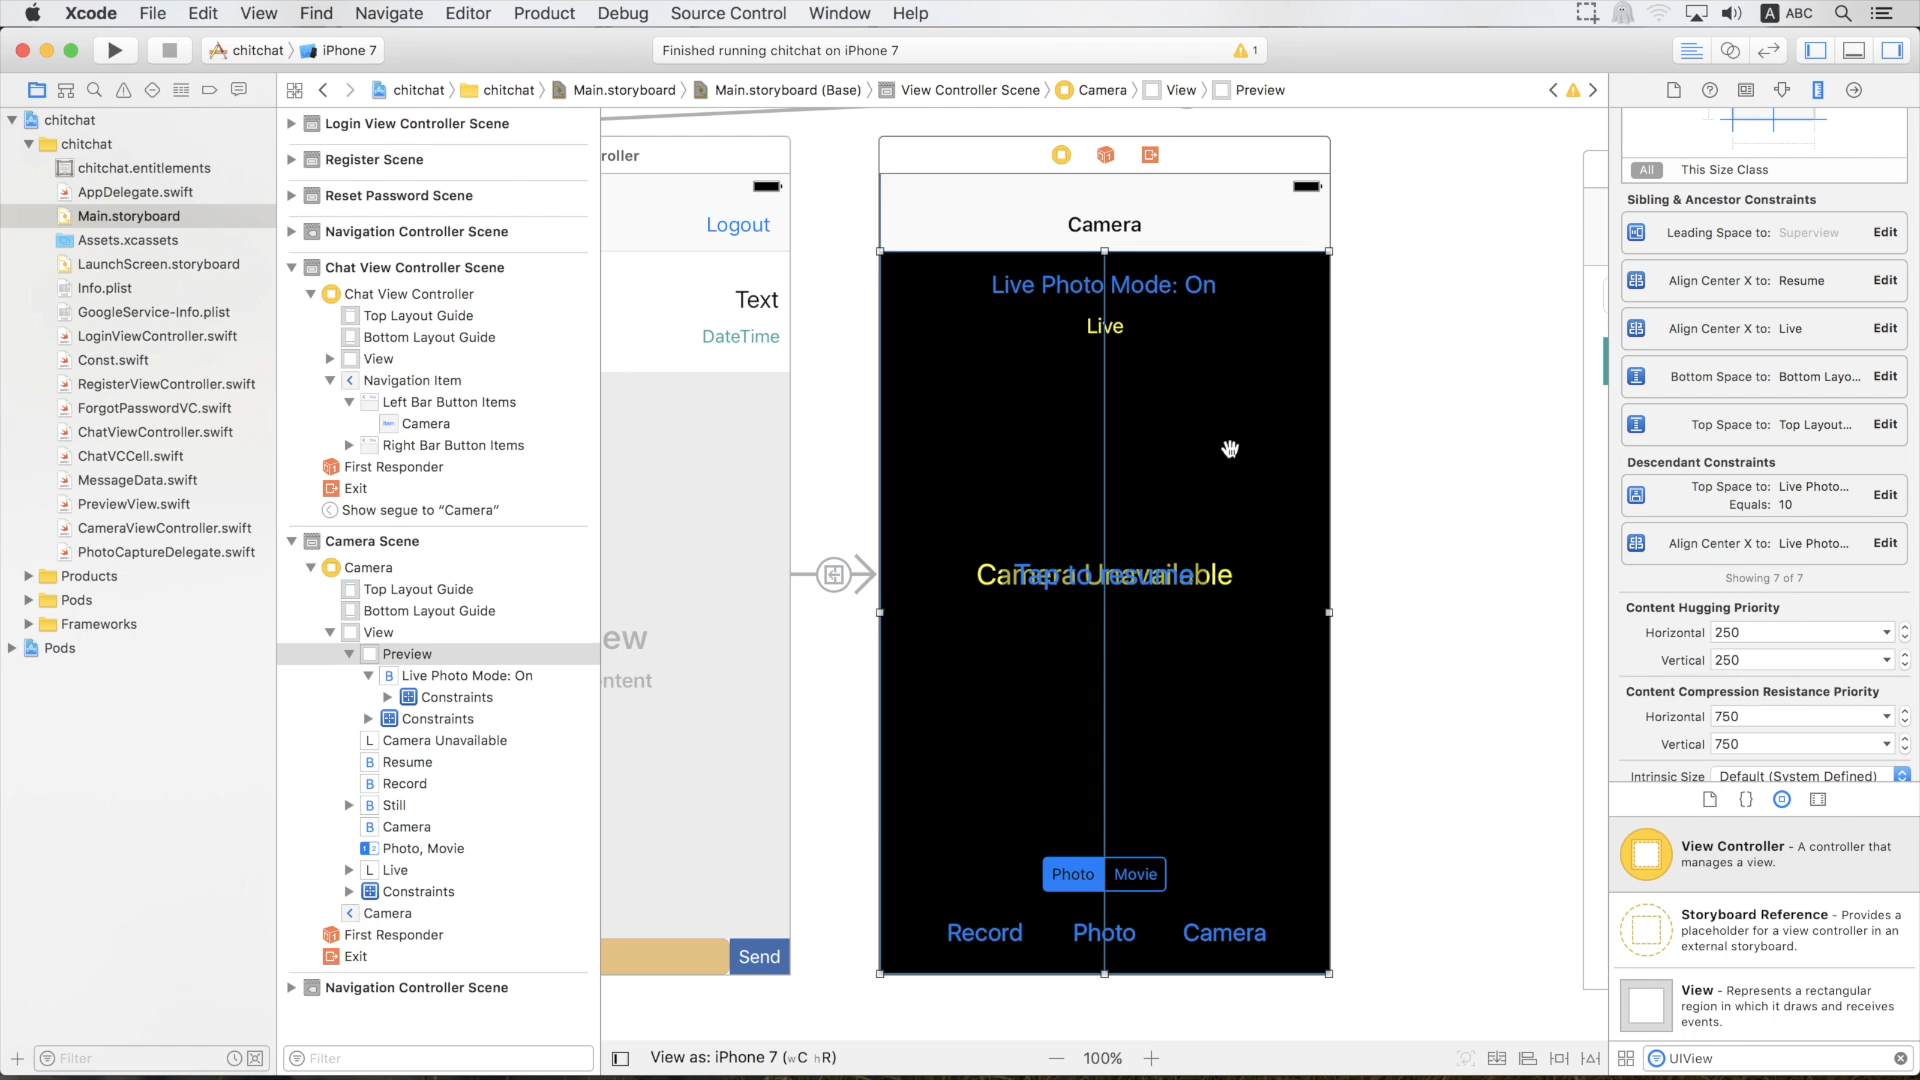 Xcode File Edit View Find Navigate Editor Product Debug Source Control Window Help A ABC
chitchat iPhone 7 Finished running chitchat on iPhone 7 1
chitchat chitchat Main.storyboard Main.storyboard (Base) View Controller Scene Camera View Preview
chitchat
chitchat
chitchat.entitlements
AppDelegate.swift
Main.storyboard
Assets.xcassets
LaunchScreen.storyboard
Info.plist
GoogleService-Info.plist
LoginViewController.swift
Const.swift
RegisterViewController.swift
ForgotPasswordVC.swift
ChatViewController.swift
ChatVCCell.swift
MessageData.swift
PreviewView.swift
CameraViewController.swift
PhotoCaptureDelegate.swift
Products
Pods
Frameworks
Pods
Filter
Login View Controller Scene
Register Scene
Reset Password Scene
Navigation Controller Scene
Chat View Controller Scene
Chat View Controller
Top Layout Guide
Bottom Layout Guide
View
Navigation Item
Left Bar Button Items
Camera
Right Bar Button Items
First Responder
Exit
Show segue to “Camera”
Camera Scene
Camera
Top Layout Guide
Bottom Layout Guide
View
Preview
B Live Photo Mode: On
Constraints
Constraints
L Camera Unavailable
B Resume
B Record
B Still
B Camera
1 2 Photo, Movie
L Live
Constraints
Camera
First Responder
Exit
Navigation Controller Scene
Filter
roller
Logout
Text
DateTime
ew
ntent
Send
Camera
Live Photo Mode: On
Live
Camera Unavailable
Tap to resume
Photo Movie
Record Photo Camera
View as: iPhone 7 (wC hR) 100%
All This Size Class
Sibling & Ancestor Constraints
Leading Space to: Superview Edit
Align Center X to: Resume Edit
Align Center X to: Live Edit
Bottom Space to: Bottom Layo... Edit
Top Space to: Top Layout... Edit
Descendant Constraints
Top Space to: Live Photo...
Equals: 10 Edit
Align Center X to: Live Photo... Edit
Showing 7 of 7
Content Hugging Priority
Horizontal 250
Vertical 250
Content Compression Resistance Priority
Horizontal 750
Vertical 750
Intrinsic Size Default (System Defined)
View Controller - A controller that
manages a view.
Storyboard Reference - Provides a
placeholder for a view controller in an
external storyboard.
View - Represents a rectangular
region in which it draws and receives
events.
UIView